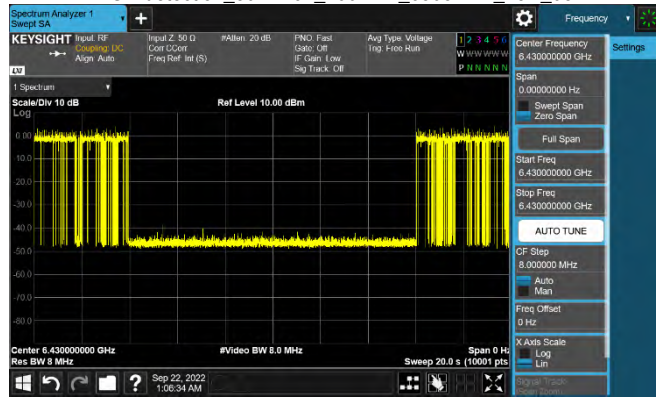 Spectrum Analyzer 1
Swept SA
+
Frequency
KEYSIGHT
Input: RF
Coupling: DC
Align: Auto
Input Z: 50 Ω
Corr CCorr
Freq Ref: Int (S)
#Atten: 20 dB
PNO: Fast
Gate: Off
IF Gain: Low
Sig Track: Off
Avg Type: Voltage
Trig: Free Run
1 2 3 4 5 6
W W W W W W
P N N N N N
LXI
1 Spectrum
Scale/Div 10 dB
Ref Level 10.00 dBm
Log
0.00
-10.0
-20.0
-30.0
-40.0
-50.0
-60.0
-70.0
-80.0
Center 6.430000000 GHz
#Video BW 8.0 MHz
Span 0 Hz
Res BW 8 MHz
Sweep 20.0 s (10001 pts
Sep 22, 2022
1:06:34 AM
?
Center Frequency
6.430000000 GHz
Settings
Span
0.00000000 Hz
Swept Span
Zero Span
Full Span
Start Freq
6.430000000 GHz
Stop Freq
6.430000000 GHz
AUTO TUNE
CF Step
8.000000 MHz
Auto
Man
Freq Offset
0 Hz
X Axis Scale
Log
Lin
Signal Track
(Span Zoom)